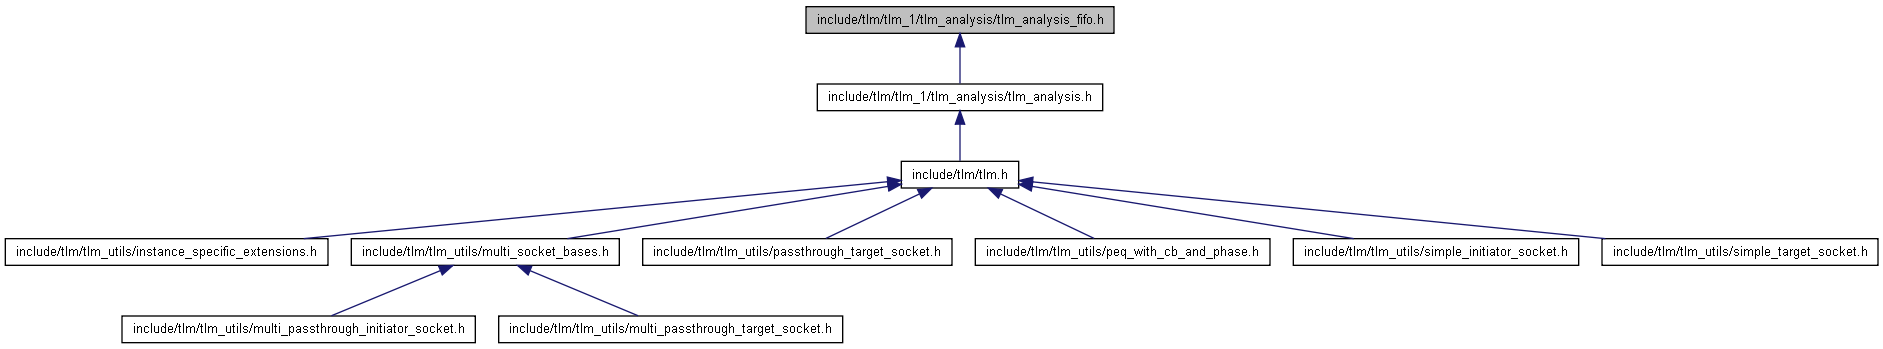 include/tlm/tlm_1/tlm_analysis/tlm_analysis_fifo.h
include/tlm/tlm_1/tlm_analysis/tlm_analysis.h
include/tlm/tlm.h
include/tlm/tlm_utils/instance_specific_extensions.h
include/tlm/tlm_utils/multi_socket_bases.h
include/tlm/tlm_utils/passthrough_target_socket.h
include/tlm/tlm_utils/peq_with_cb_and_phase.h
include/tlm/tlm_utils/simple_initiator_socket.h
include/tlm/tlm_utils/simple_target_socket.h
include/tlm/tlm_utils/multi_passthrough_initiator_socket.h
include/tlm/tlm_utils/multi_passthrough_target_socket.h